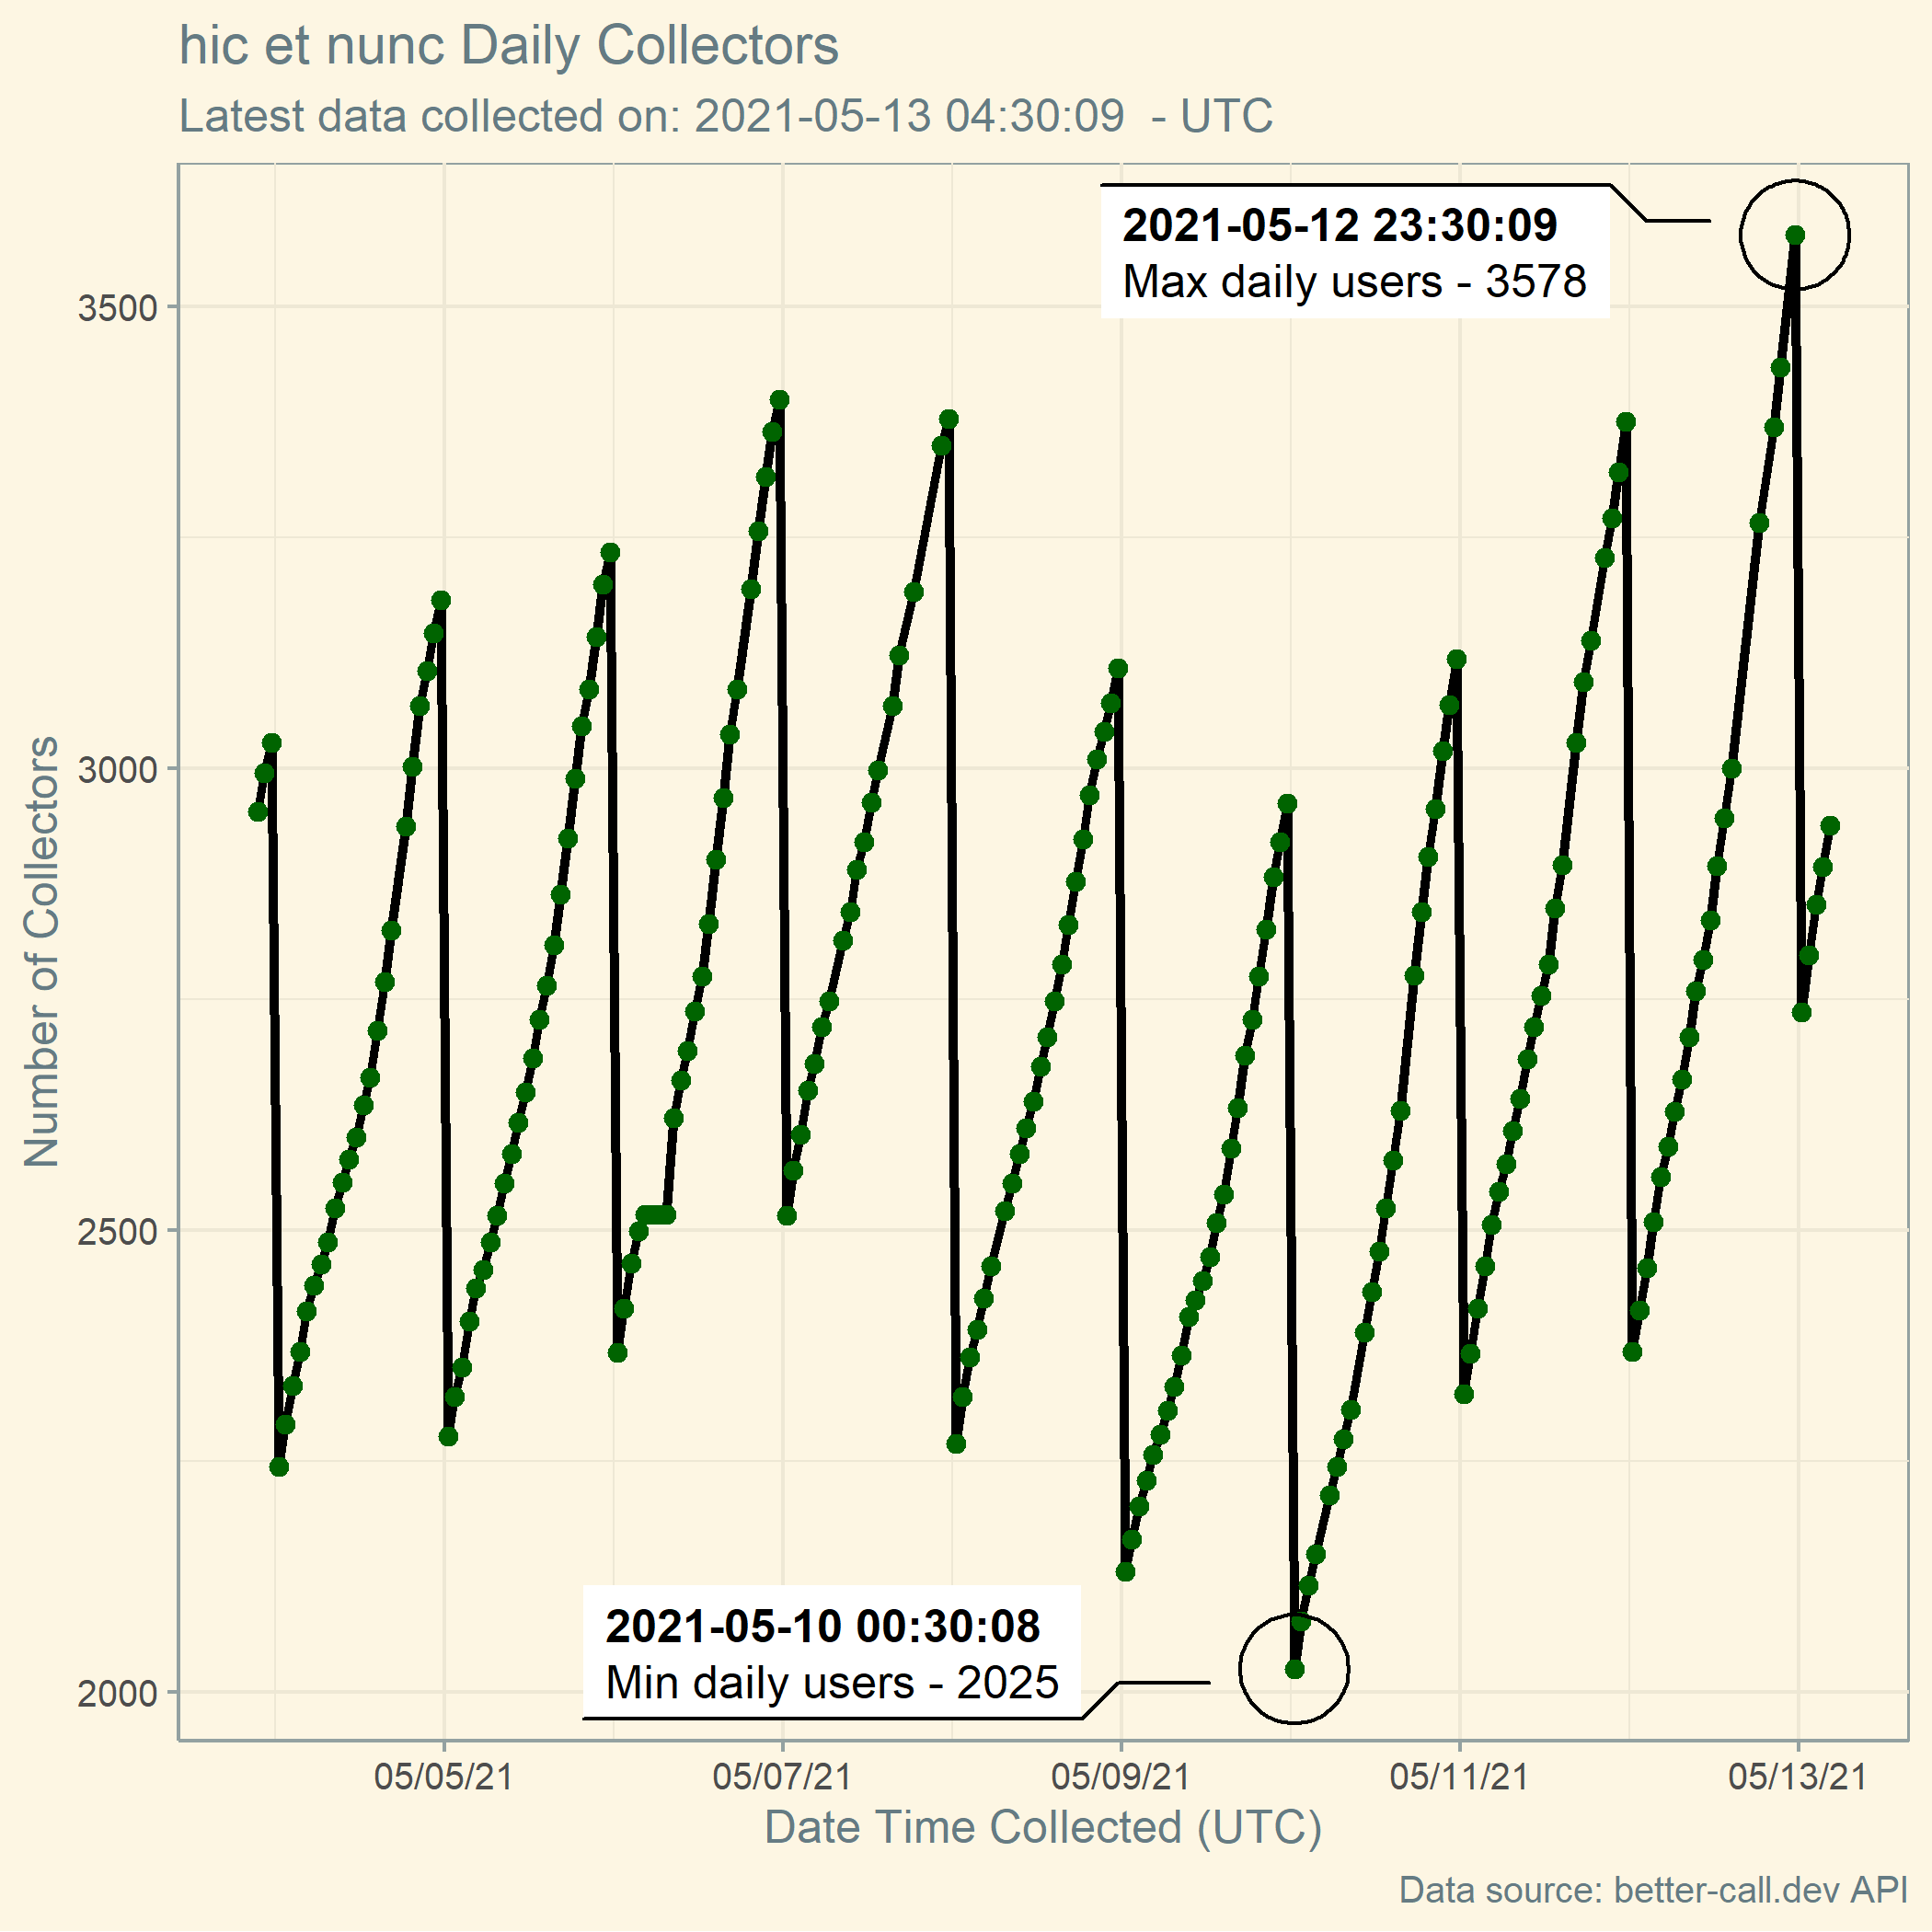 hic et nunc Daily Collectors
Latest data collected on: 2021-05-13 04:30:09  - UTC
2021-05-12 23:30:09
Max daily users - 3578
3500
3000
Number of Collectors
2500
2021-05-10 00:30:08
Min daily users - 2025
2000
05/05/21 05/07/21 05/09/21 05/11/21 05/13/21
Date Time Collected (UTC)
Data source: better-call.dev API